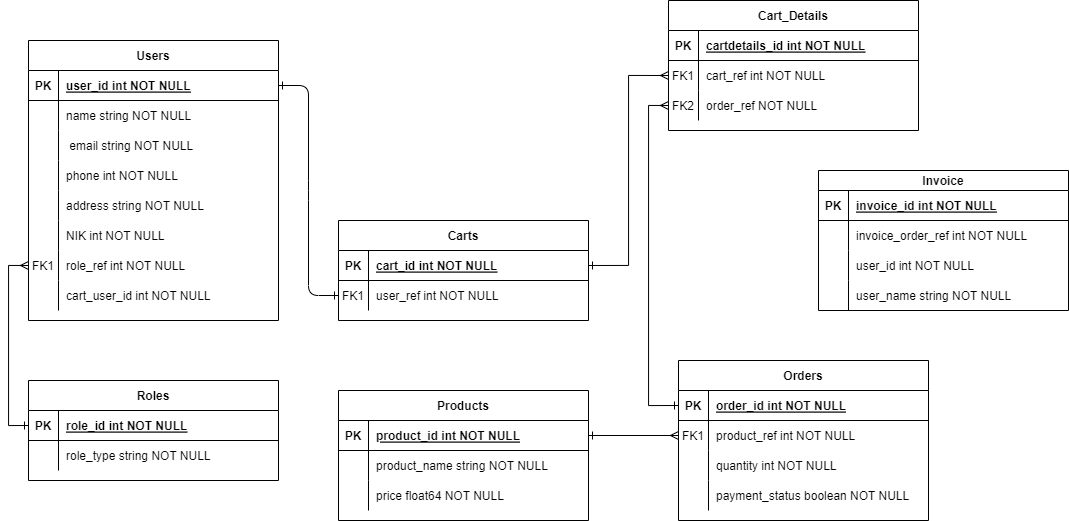 Users
PK user_id int NOT NULL
name string NOT NULL
email string NOT NULL
phone int NOT NULL
address string NOT NULL
NIK int NOT NULL
FK1 role_ref int NOT NULL
cart_user_id int NOT NULL
Roles
PK role_id int NOT NULL
role_type string NOT NULL
Carts
PK cart_id int NOT NULL
FK1 user_ref int NOT NULL
Products
PK product_id int NOT NULL
product_name string NOT NULL
price float64 NOT NULL
Cart_Details
PK cartdetails_id int NOT NULL
FK1 cart_ref int NOT NULL
FK2 order_ref NOT NULL
Invoice
PK invoice_id int NOT NULL
invoice_order_ref int NOT NULL
user_id int NOT NULL
user_name string NOT NULL
Orders
PK order_id int NOT NULL
FK1 product_ref int NOT NULL
quantity int NOT NULL
payment_status boolean NOT NULL